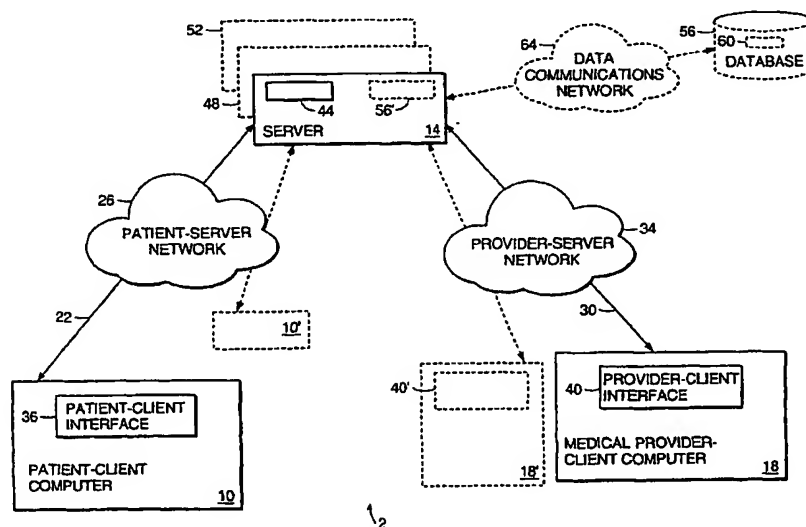 52
48
44
56'
SERVER
14
64
DATA
COMMUNICATIONS
NETWORK
56
60
DATABASE
26
PATIENT-SERVER
NETWORK
PROVIDER-SERVER
NETWORK
34
22
10'
30
36
PATIENT-CLIENT
INTERFACE
PATIENT-CLIENT
COMPUTER
10
40'
18'
40
PROVIDER-CLIENT
INTERFACE
MEDICAL PROVIDER-
CLIENT COMPUTER
18
2